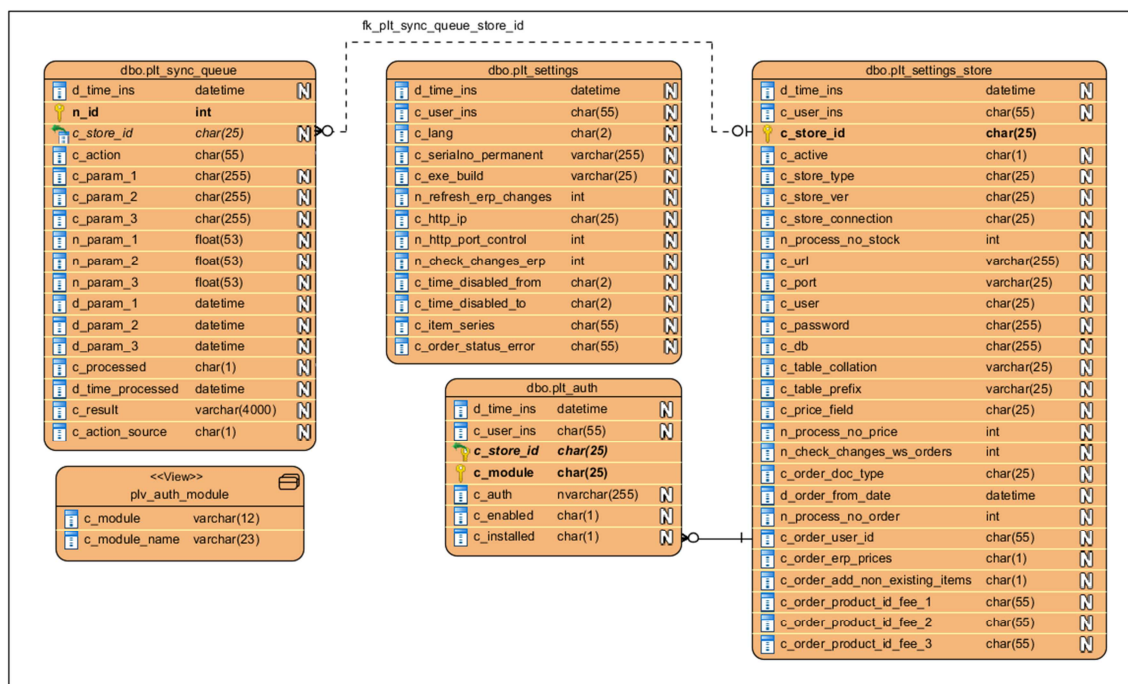 fk_plt_sync_queue_store_id
dbo.plt_sync_queue
d_time_ins datetime N
n_id int
c_store_id char(25) N
c_action char(55)
c_param_1 char(255) N
c_param_2 char(255) N
c_param_3 char(255) N
n_param_1 float(53) N
n_param_2 float(53) N
n_param_3 float(53) N
d_param_1 datetime N
d_param_2 datetime N
d_param_3 datetime N
c_processed char(1) N
d_time_processed datetime N
c_result varchar(4000) N
c_action_source char(1) N
<<View>>
plv_auth_module
c_module varchar(12)
c_module_name varchar(23)
dbo.plt_settings
d_time_ins datetime N
c_user_ins char(55) N
c_lang char(2) N
c_serialno_permanent varchar(255) N
c_exe_build varchar(25) N
n_refresh_erp_changes int N
c_http_ip char(25) N
n_http_port_control int N
n_check_changes_erp int N
c_time_disabled_from char(2) N
c_time_disabled_to char(2) N
c_item_series char(55) N
c_order_status_error char(55) N
dbo.plt_auth
d_time_ins datetime N
c_user_ins char(55) N
c_store_id char(25)
c_module char(25)
c_auth nvarchar(255) N
c_enabled char(1) N
c_installed char(1) N
dbo.plt_settings_store
d_time_ins datetime N
c_user_ins char(55) N
c_store_id char(25)
c_active char(1) N
c_store_type char(25) N
c_store_ver char(25) N
c_store_connection char(25) N
n_process_no_stock int N
c_url varchar(255) N
c_port varchar(25) N
c_user char(25) N
c_password char(255) N
c_db char(255) N
c_table_collation varchar(25) N
c_table_prefix varchar(25) N
c_price_field char(25) N
n_process_no_price int N
n_check_changes_ws_orders int N
c_order_doc_type char(25) N
d_order_from_date datetime N
n_process_no_order int N
c_order_user_id char(55) N
c_order_erp_prices char(1) N
c_order_add_non_existing_items char(1) N
c_order_product_id_fee_1 char(55) N
c_order_product_id_fee_2 char(55) N
c_order_product_id_fee_3 char(55) N